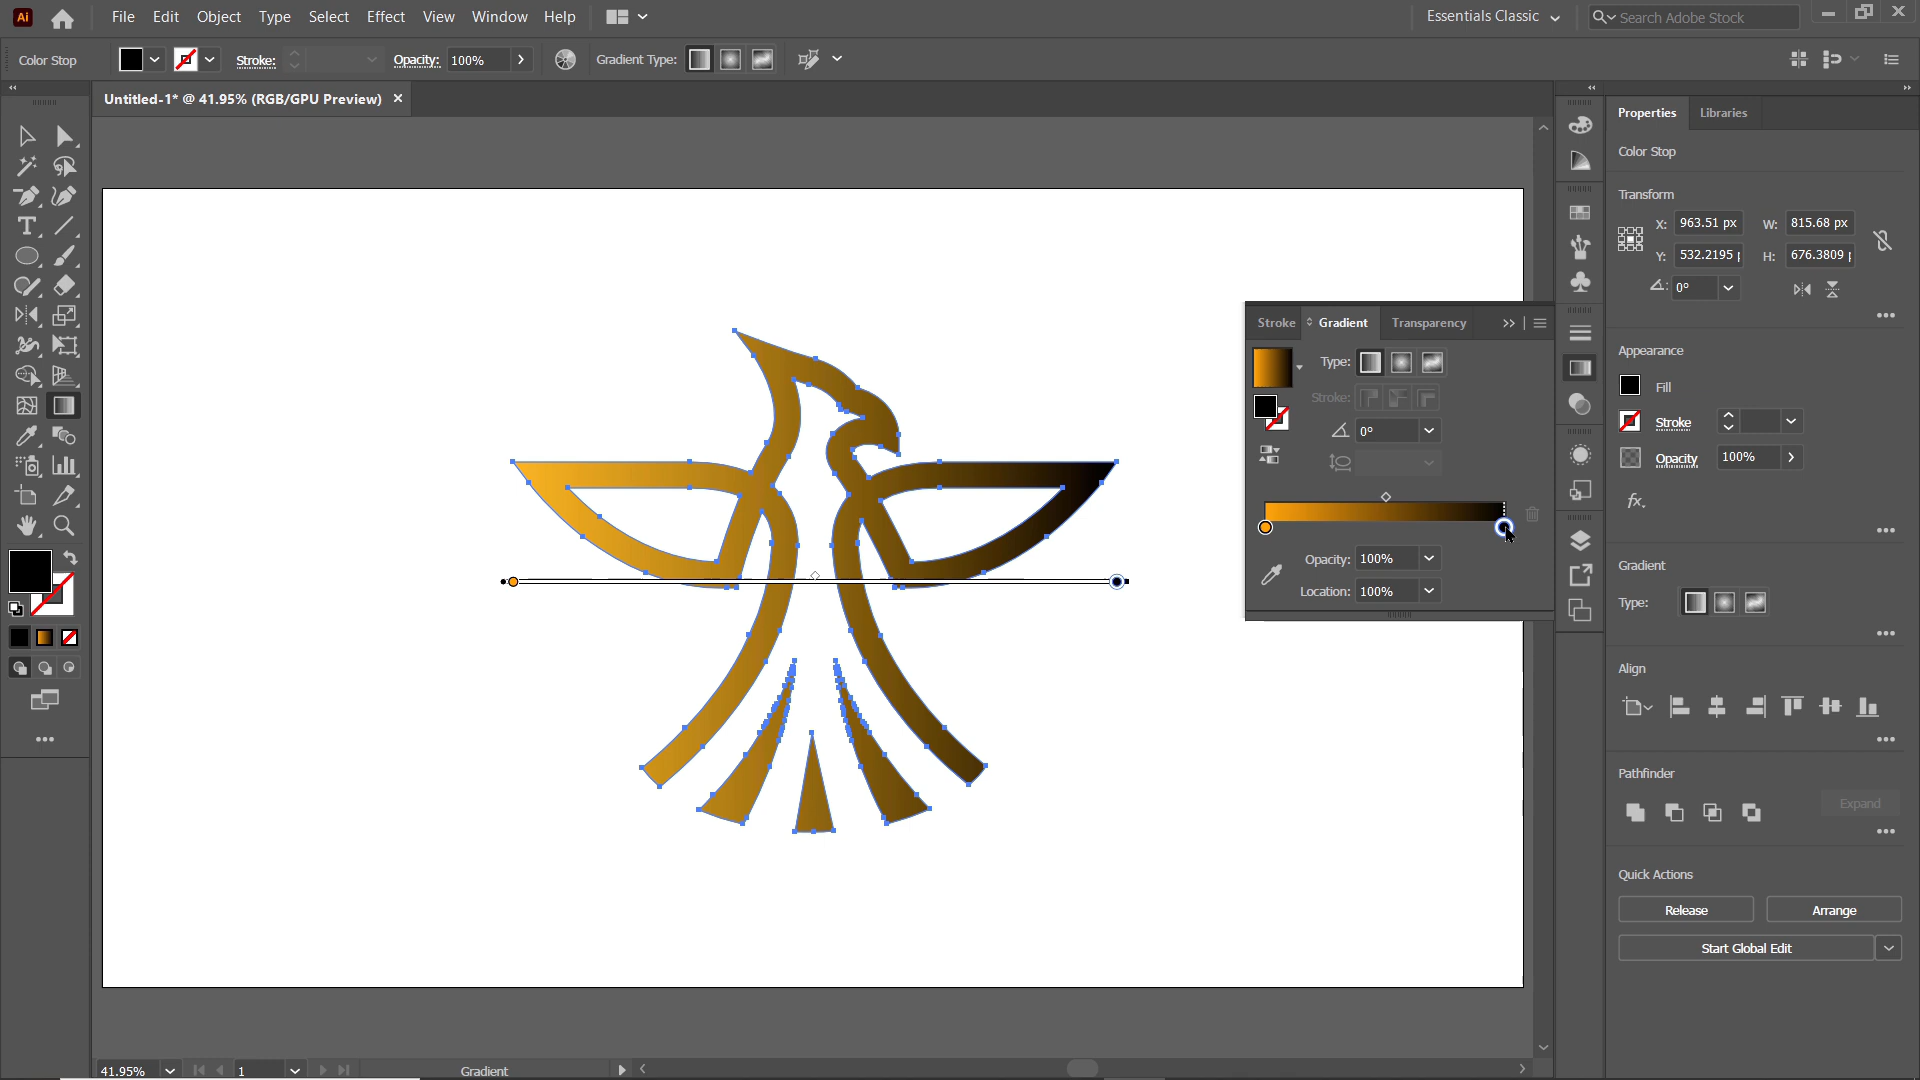 Ai File Edit Object Type Select Effect View Window Help Essentials Classic Search Adobe Stock
Color Stop Stroke: Opacity: 100% Gradient Type:
Untitled-1* @ 41.95% (RGB/GPU Preview)
Properties Libraries
Color Stop
Transform
X: 963.51 px W: 815.68 px
Y: 532.2195 H: 676.3809
0°
Appearance
Fill
Stroke
Opacity 100%
fx.
Gradient
Type:
Align
Pathfinder
Expand
Quick Actions
Release Arrange
Start Global Edit
Stroke Gradient Transparency
Type:
Stroke:
0°
Opacity: 100%
Location: 100%
41.95% 1 Gradient